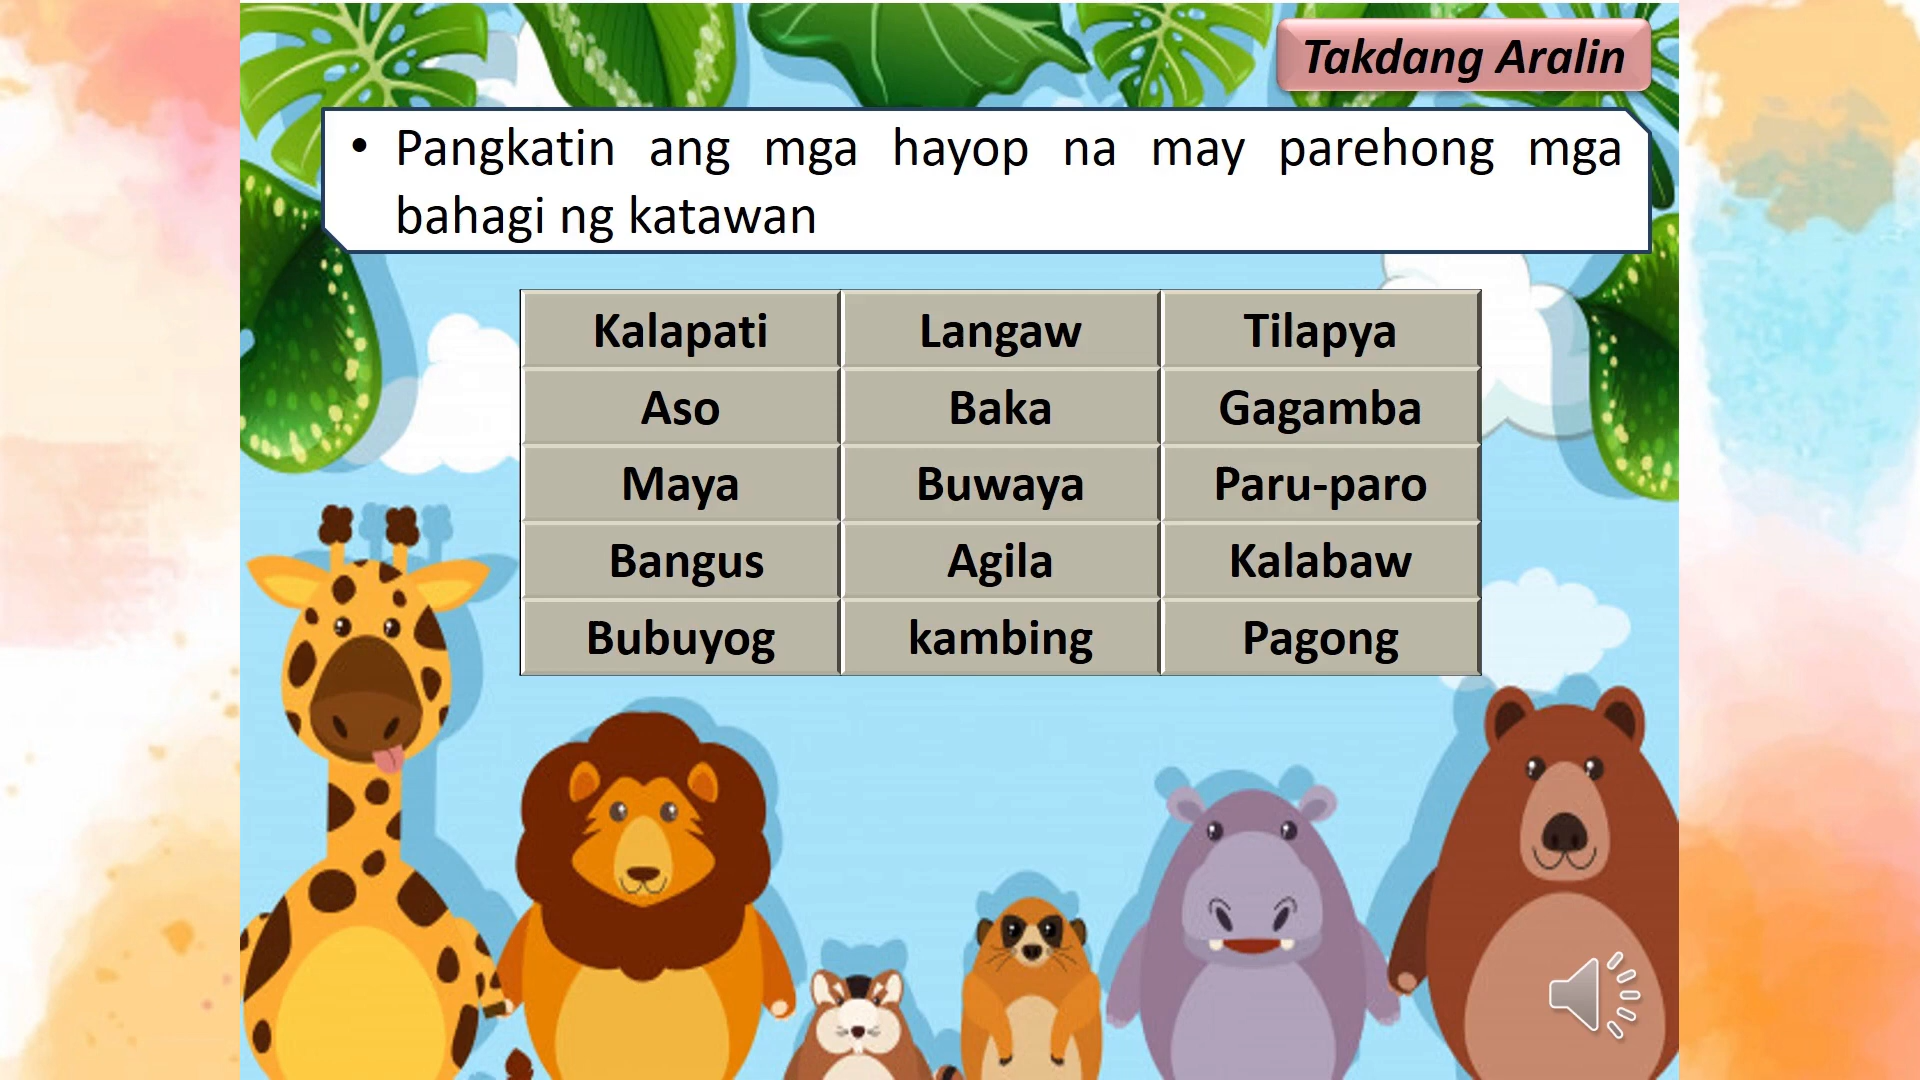 Takdang Aralin
• Pangkatin ang mga hayop na may parehong mga
bahagi ng katawan
Kalapati Langaw Tilapya
Aso Baka Gagamba
Maya Buwaya Paru-paro
Bangus Agila Kalabaw
Bubuyog kambing Pagong